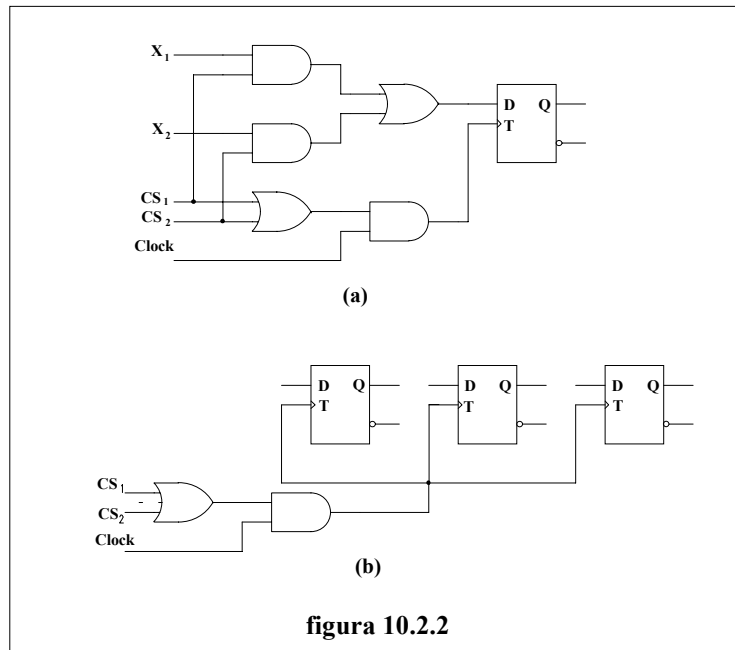 X1
D Q
T
X2
CS1
CS2
Clock
(a)
D Q D Q D Q
T T T
CS1
CS2
Clock
(b)
figura 10.2.2